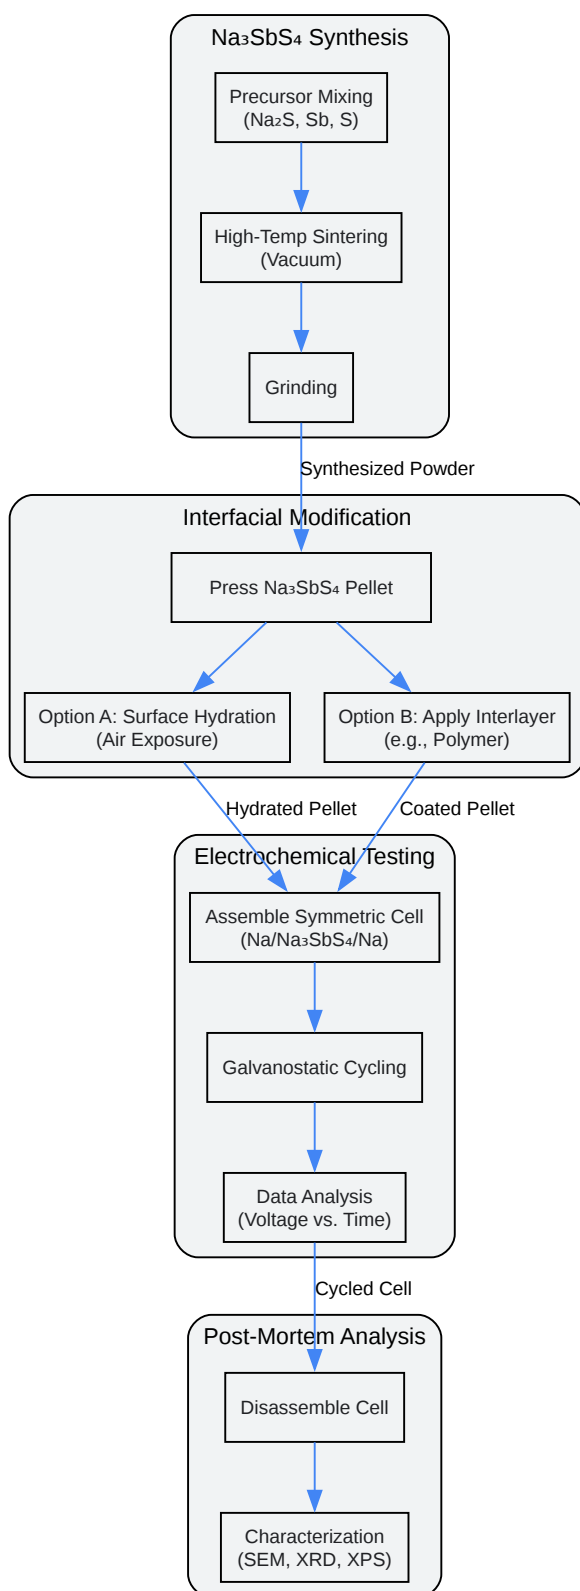 Na₃SbS₄ Synthesis
Precursor Mixing
(Na₂S, Sb, S)
High-Temp Sintering
(Vacuum)
Grinding
Synthesized Powder
Interfacial Modification
Press Na₃SbS₄ Pellet
Option A: Surface Hydration
(Air Exposure)
Option B: Apply Interlayer
(e.g., Polymer)
Hydrated Pellet
Coated Pellet
Electrochemical Testing
Assemble Symmetric Cell
(Na/Na₃SbS₄/Na)
Galvanostatic Cycling
Data Analysis
(Voltage vs. Time)
Cycled Cell
Post-Mortem Analysis
Disassemble Cell
Characterization
(SEM, XRD, XPS)